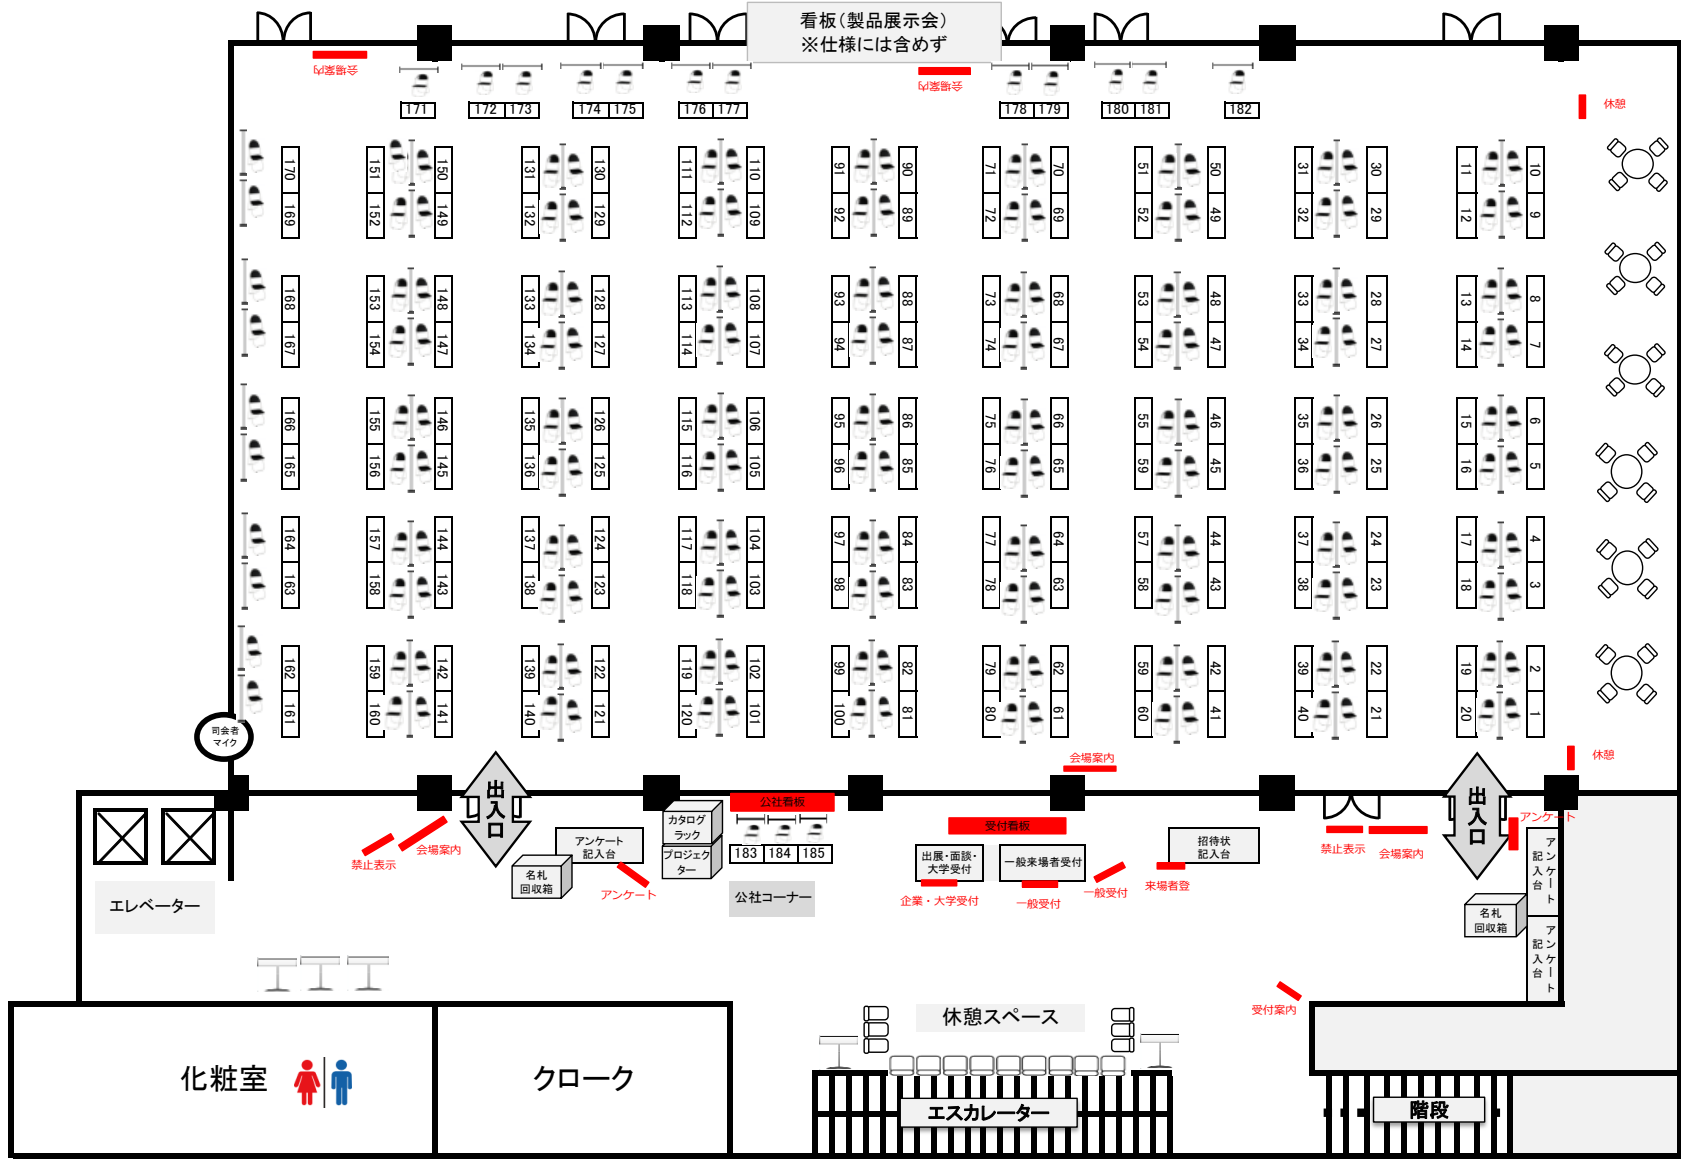 看板(製品展示会)
※仕様には含めず
会場案内
会場案内
休憩
171
172 173
174 175
176 177
178 179
180 181
182
170 151 150 131 130 111 110 91 90 71 70 51 50 31 30 11 10
169 152 149 132 129 112 109 92 89 72 69 52 49 32 29 12 9
168 153 148 133 128 113 108 93 88 73 68 53 48 33 28 13 8
167 154 147 134 127 114 107 94 87 74 67 54 47 34 27 14 7
166 155 146 135 126 115 106 95 86 75 66 55 46 35 26 15 6
165 156 145 136 125 116 105 96 85 76 65 59 45 36 25 16 5
164 157 144 137 124 117 104 97 84 77 64 57 44 37 24 17 4
163 158 143 138 123 118 103 98 83 78 63 58 43 38 23 18 3
162 159 142 139 122 119 102 99 82 79 62 59 42 39 22 19 2
161 160 141 140 121 120 101 100 81 80 61 60 41 40 21 20 1
司会者
マイク
会場案内
休憩
出入口
出入口
公社看板
受付看板
アンケート
カタログ
ラック
プロジェク
ター
183 184 185
公社コーナー
禁止表示
会場案内
アンケート
記入台
名札
回収箱
アンケート
出展・面談・
大学受付
企業・大学受付
一般来場者受付
一般受付
一般受付
招待状
記入台
来場者登
禁止表示
会場案内
アンケート
記入台
名札
回収箱
アンケート
記入台
エレベーター
受付案内
休憩スペース
化粧室
クローク
エスカレーター
階段